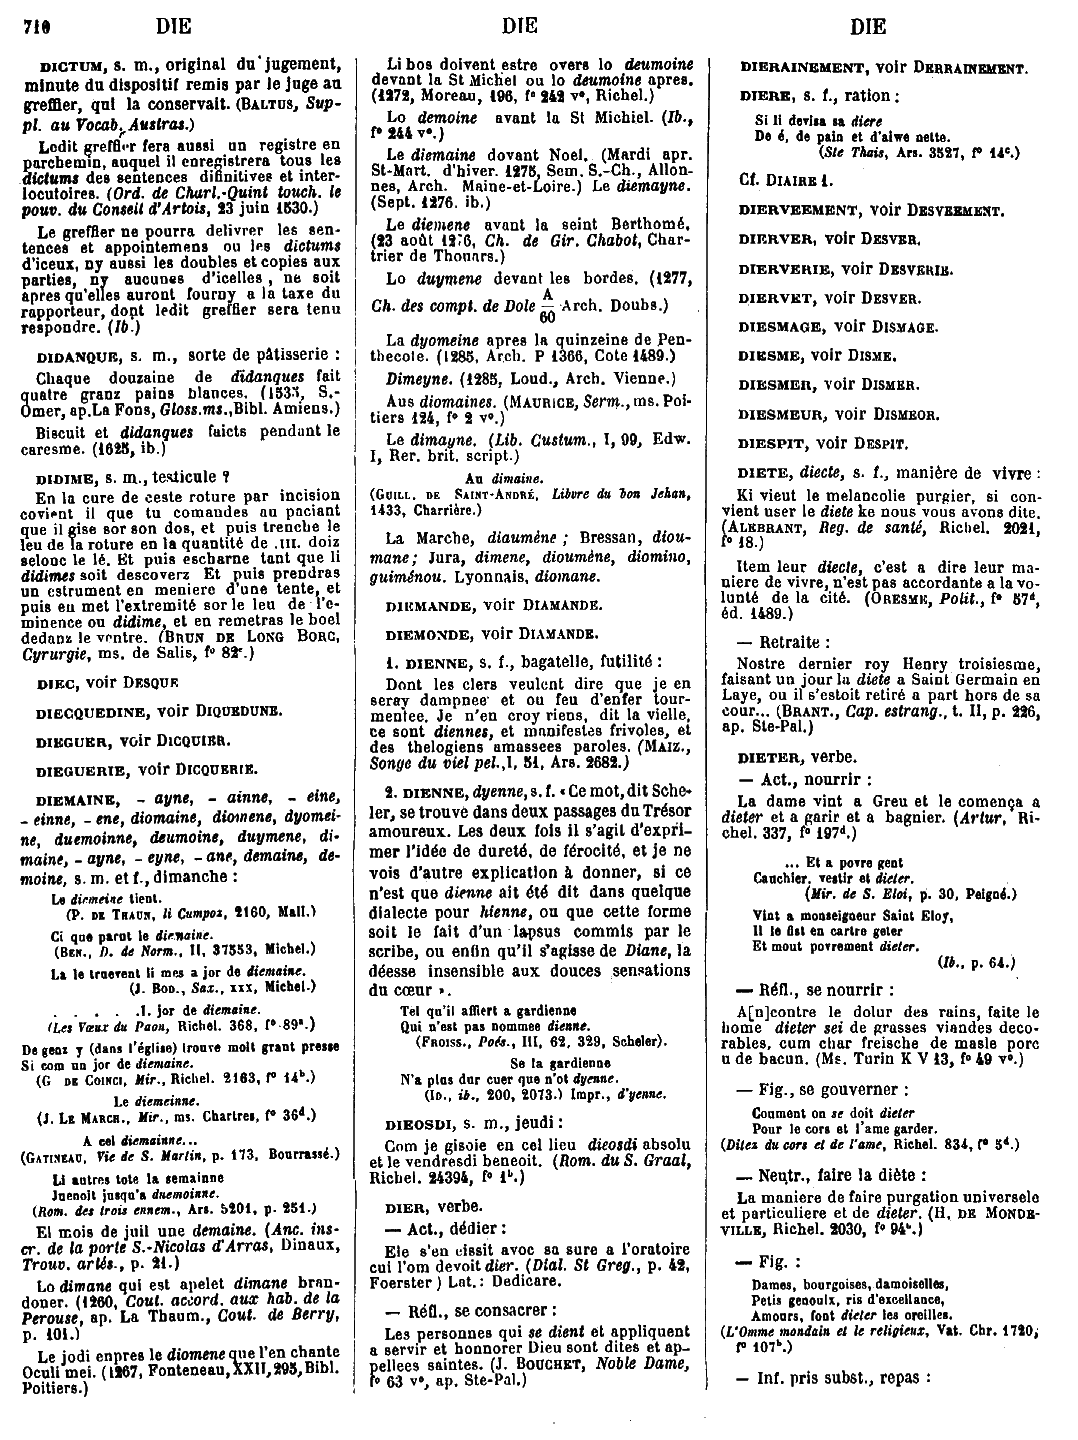 710 DIE DIE DIE
DICTUM, s. m., original du jugement,
minute du dispositif remis par le juge au
greffier, qui la conservait. (BALTUS, Sup-
pl. au Vocab. Austras.)
Ledit greffier fera aussi un registre en
parchemin, auquel il enregistrera tous les
dictums des sentences difinitives et inter-
locutoires. (Ord. de Charl.-Quint touch. le
pouv. du Conseil d'Artois, 23 juin 1530.)
Le greffier ne pourra delivrer les sen-
tences et appointemens ou les dictums
d'iceux, ny aussi les doubles et copies aux
parties, ny aucunes d'icelles, ne soit
apres qu'elles auront fourny a la taxe du
rapporteur, dont ledit greffier sera tenu
respondre. (Ib.)
DIDANQUE, s. m., sorte de pâtisserie :
Chaque douzaine de didanques fait
quatre granz pains blances. (1533, S.-
Omer, ap.La Fons, Gloss.ms.,Bibl. Amiens.)
Biscuit et didanques faicts pendant le
caresme. (1625, ib.)
DIDIME, s. m., testicule ?
En la cure de ceste roture par incision
covient il que tu comandes au paciant
que il gise sor son dos, et puis trenche le
leu de la roture en la quantité de .III. doiz
selonc le lé. Et puis escharne tant que li
didimes soit descoverz Et puis prendras
un estrument en meniere d'une tente, et
puis eu met l'extremité sor le leu de l'e-
minence ou didime, et en remetras le boel
dedanz le ventre. (BRUN DE LONG BORC,
Cyrurgie, ms. de Salis, f° 82c.)
DIEC, voir DESQUE
DIECQUEDINE, voir DIQUEDUNE.
DIEGUER, voir DICQUIER.
DIEGUERIE, voir DICQUERIE.
DIEMAINE, - ayne, - ainne, - eine,
- einne, - ene, diomaine, diomene, dyomei-
ne, duemoinne, deumoine, duymene, di-
maine, - ayne, - eyne, - ane, demaine, de-
moine, s. m. et f., dimanche :
Le diemeine tient.
(P. DE THAUN, li Cumpoz, 2160, Mall.)
Ci que parut le diemaine.
(BEN., D. de Norm., II, 37553, Michel.)
La le truevent li mes a jor de diemaine.
(J. BOD., Sax., XXX, Michel.)
. . . . .I. jor de diemaine.
(Les Vœux du Paon, Richel. 368, f° 89a.)
De genz y (dans l'église) trouve molt grant presse
Si com un jor de diemaine.
(G DE COINCI, Mir., Richel. 2163, f° 14b.)
Le diemeinne.
(J. LE MARCH., Mir., ms. Chartres, f° 36d.)
A cel diemainne...
(GATINEAU, Vie de S. Martin, p. 173, Bourrassé.)
Li autres tote la semainne
Juenoit jusqu'a duemoinne.
(Rom. des trois ennem., Ars. 5201, p. 251.)
El mois de juil une demaine. (Anc. ins-
cr. de la porte S.-Nicolas d'Arras, Dinaux,
Trouv. artés., p. 21.)
Lo dimane qui est apelet dimane bran-
doner. (1260, Cout. accord. aux hab. de la
Perouse, ap. La Thaum., Cout. de Berry,
p. 101.)
Le jodi enpres le diomene que l'en chante
Oculi mei. (1267, Fonteneau,XXII,295,Bibl.
Poitiers.)
Li bos doivent estre overs lo deumoine
devant la St Michel ou lo deumoine apres.
(1272, Moreau, 196, f° 242 v°, Richel.)
Lo demoine avant la St Michiel. (Ib.,
f° 244 v°.)
Le diemaine dovant Noel. (Mardi apr.
St-Mart. d'hiver. 1275, Sem. S.-Ch., Allon-
nes, Arch. Maine-et-Loire.) Le diemayne.
(Sept. 1276. ib.)
Le diemene avant la seint Berthomé.
(23 août 1276, Ch. de Gir. Chabot, Char-
trier de Thouars.)
Lo duymene devant les bordes. (1277,
Ch. des compt. de Dole A/60 Arch. Doubs.)
La dyomeine apres la quinzeine de Pen-
thecote. (1285, Arch. P 1366, Cote 1489.)
Dimeyne. (1285, Loud., Arch. Vienne.)
Aus diomaines. (MAURICE, Serm., ms. Poi-
tiers 124, f° 2 v°.)
Le dimayne. (Lib. Custum., I, 99, Edw.
I, Rer. brit. script.)
Au dimaine.
(GUILL. DE SAINT-ANDRÉ, Libvre du bon Jehan,
1433, Charrière.)
La Marche, diaumène ; Bressan, diou-
mane ; Jura, dimene, dioumène, diomino,
guiménou. Lyonnais, diomane.
DIEMANDE, voir DIAMANDE.
DIEMONDE, voir DIAMANDE.
1. DIENNE, s. f., bagatelle, futilité :
Dont les clers veulent dire que je en
seray dampnee et ou feu d'enfer tour-
mentee. Je n'en croy riens, dit la vielle,
ce sont diennes, et manifestes frivoles, et
des thelogiens amassees paroles. (MAIZ.,
Songe du viel pel.,I, 51, Ars. 2682.)
2. DIENNE, dyenne, s. f. « Ce mot, dit Sche-
ler, se trouve dans deux passages du Trésor
amoureux. Les deux fois il s'agit d'expri-
mer l'idée de dureté, de férocité, et je ne
vois d'autre explication à donner, si ce
n'est que dienne ait été dit dans quelque
dialecte pour hienne, ou que cette forme
soit le fait d'un lapsus commis par le
scribe, ou enfin qu'il s'agisse de Diane, la
déesse insensible aux douces sensations
du cœur ».
Tel qu'il affiert a gardienne
Qui n'est pas nommee dienne.
(FROISS., Poés., III, 62, 329, Scheler).
Se la gardienne
N'a plus dur cuer que n'ot dyenne.
(ID., ib., 200, 2073.) Impr., d'yenne.
DIEOSDI, s. m., jeudi :
Com je gisoie en cel lieu dieosdi absolu
et le vendresdi beneoit. (Rom. du S. Graal,
Richel. 24394, f° 1b.)
DIER, verbe.
— Act., dédier :
Ele s'en eissit avoc sa sure a l'oratoire
cui l'om devoit dier. (Dial. St Greg., p. 42,
Foerster) Lat.: Dedicare.
— Réfl., se consacrer :
Les personnes qui se dient et appliquent
a servir et honnorer Dieu sont dites et ap-
pellees saintes. (J. BOUCHET, Noble Dame,
f° 63 v°, ap. Ste-Pal.)
DIERAINEMENT, voir DERRAINEMENT.
DIERE, s. f., ration :
Si li devisa sa diere
De é, de pain et d'aiwe nette.
(Ste Thais, Ars. 3527, f° 14c.)
Cf. DIAIRE 1.
DIERVEEMENT, voir DESVEEMENT.
DIERVER, voir DESVER.
DIERVERIE, voir DESVERIE.
DIERVET, voir DESVER.
DIESMAGE, voir DISMAGE.
DIESME, voir DISME.
DIESMER, voir DISMER.
DIESMEUR, voir DISMEOR.
DIESPIT, voir DESPIT.
DIETE, diecte, s. f., manière de vivre :
Ki vieut le melancolie purgier, si con-
vient user le diete ke nous vous avons dite.
(ALEBRANT, Reg. de santé, Richel. 2021,
f° 18.)
Item leur diecte, c'est a dire leur ma-
niere de vivre, n'est pas accordante a la vo-
lunté de la cité. (ORESME, Polit., f° 57d,
éd. 1489.)
— Retraite :
Nostre dernier roy Henry troisiesme,
faisant un jour la diete a Saint Germain en
Laye, ou il s'estoit retiré a part hors de sa
cour... (BRANT., Cap. estrang., t. II, p. 226,
ap. Ste-Pal.)
DIETER, verbe.
— Act., nourrir :
La dame vint a Greu et le comença a
dieter et a garir et a bagnier. (Artur, Ri-
chel. 337, f° 197d.)
... Et a povre gent
Cauchier, vestir et dieter.
(Mir. de S. Eloi, p. 30, Peigné.)
Vint a monseigneur Saint Eloy,
Il le fist en cartre geter
Et mout povrement dieter.
(Ib., p. 64.)
— Réfl., se nourrir :
A[n]contre le dolur des rains, faite le
home dieter sei de grasses viandes deco-
rables, cum char freische de masle porc
u de bacun. (Ms. Turin K V 13, f° 49 v°.)
— Fig., se gouverner :
Coument on se doit dieter
Pour le cors et l'ame garder.
(Ditez du cors et de l'ame, Richel. 834, f° 5d.)
— Neutr., faire la diète :
La maniere de faire purgation universele
et particuliere et de dieter. (H. DE MONDE-
VILLE, Richel. 2030, f° 94b.)
— Fig. :
Dames, bourgoises, damoiselles,
Petis genoulx, ris d'excellance,
Amours, font dieter les oreilles.
(L'Omme mondain et le religieux, Vat. Chr. 1720,
f° 107b.)
— Inf. pris subst., repas :